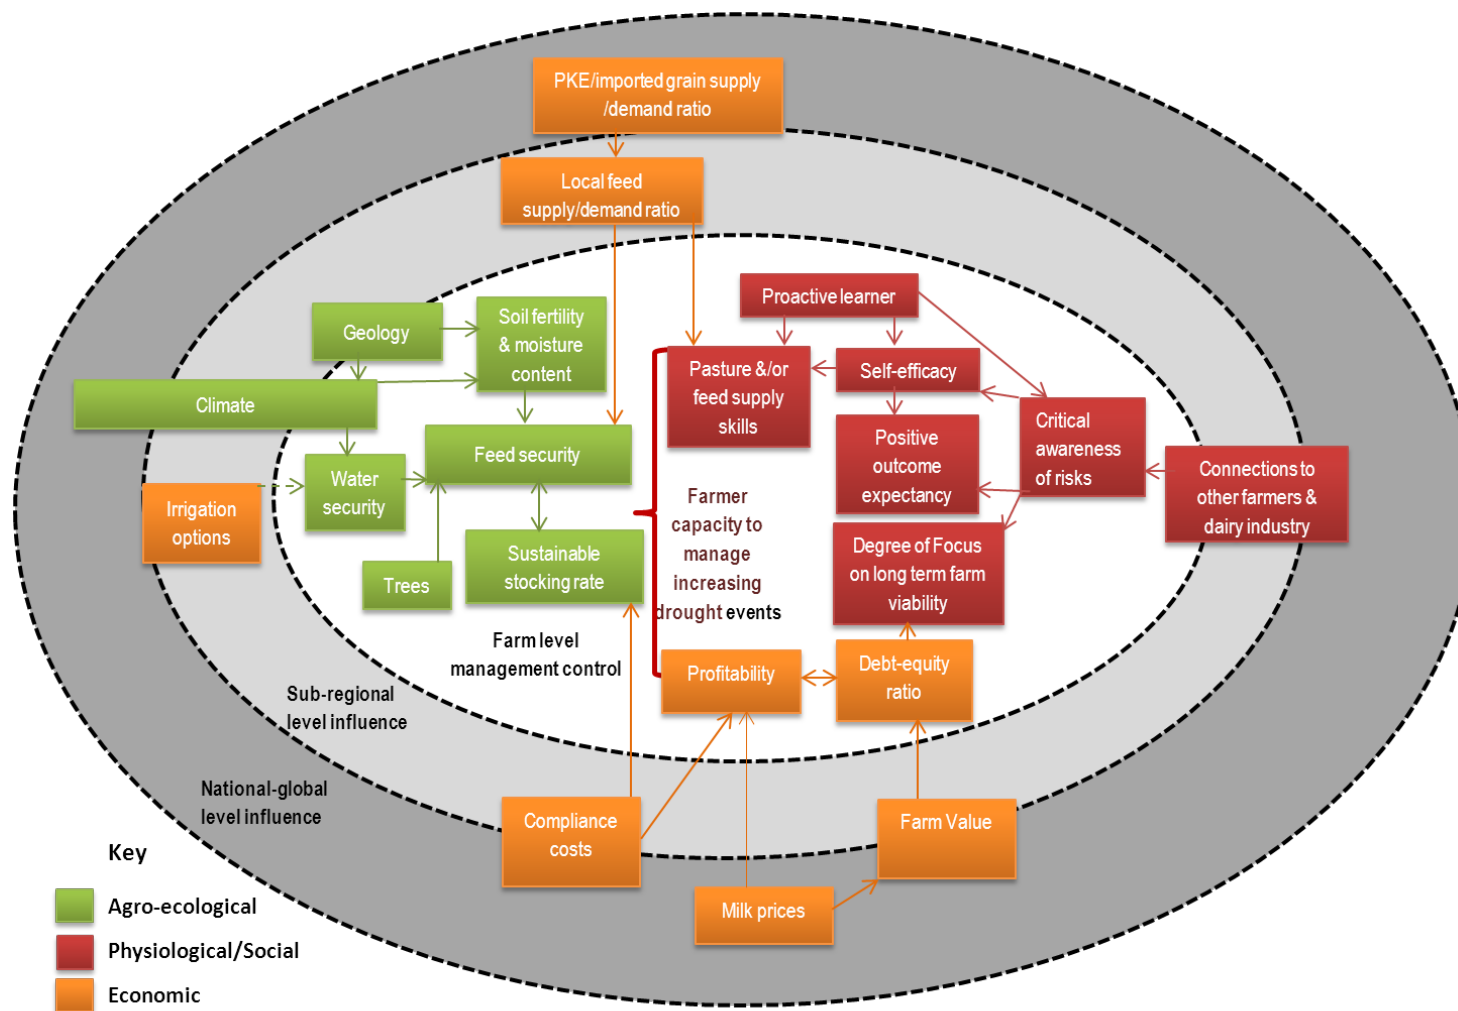 PKE/imported grain supply
/demand ratio
Local feed
supply/demand ratio
Proactive learner
Geology
Soil fertility
& moisture
content
Pasture &/or
feed supply
skills
Self-efficacy
Climate
Critical
awareness
of risks
Positive
outcome
expectancy
Feed security
Water
security
Connections to
other farmers &
dairy industry
Irrigation
options
Farmer
capacity to
manage
increasing
drought events
Sustainable
stocking rate
Trees
Degree of Focus
on long term farm
viability
Farm level
management control
Profitability
Debt-equity
ratio
Sub-regional
level influence
National-global
level influence
Compliance
costs
Farm Value
Milk prices
Key
Agro-ecological
Physiological/Social
Economic